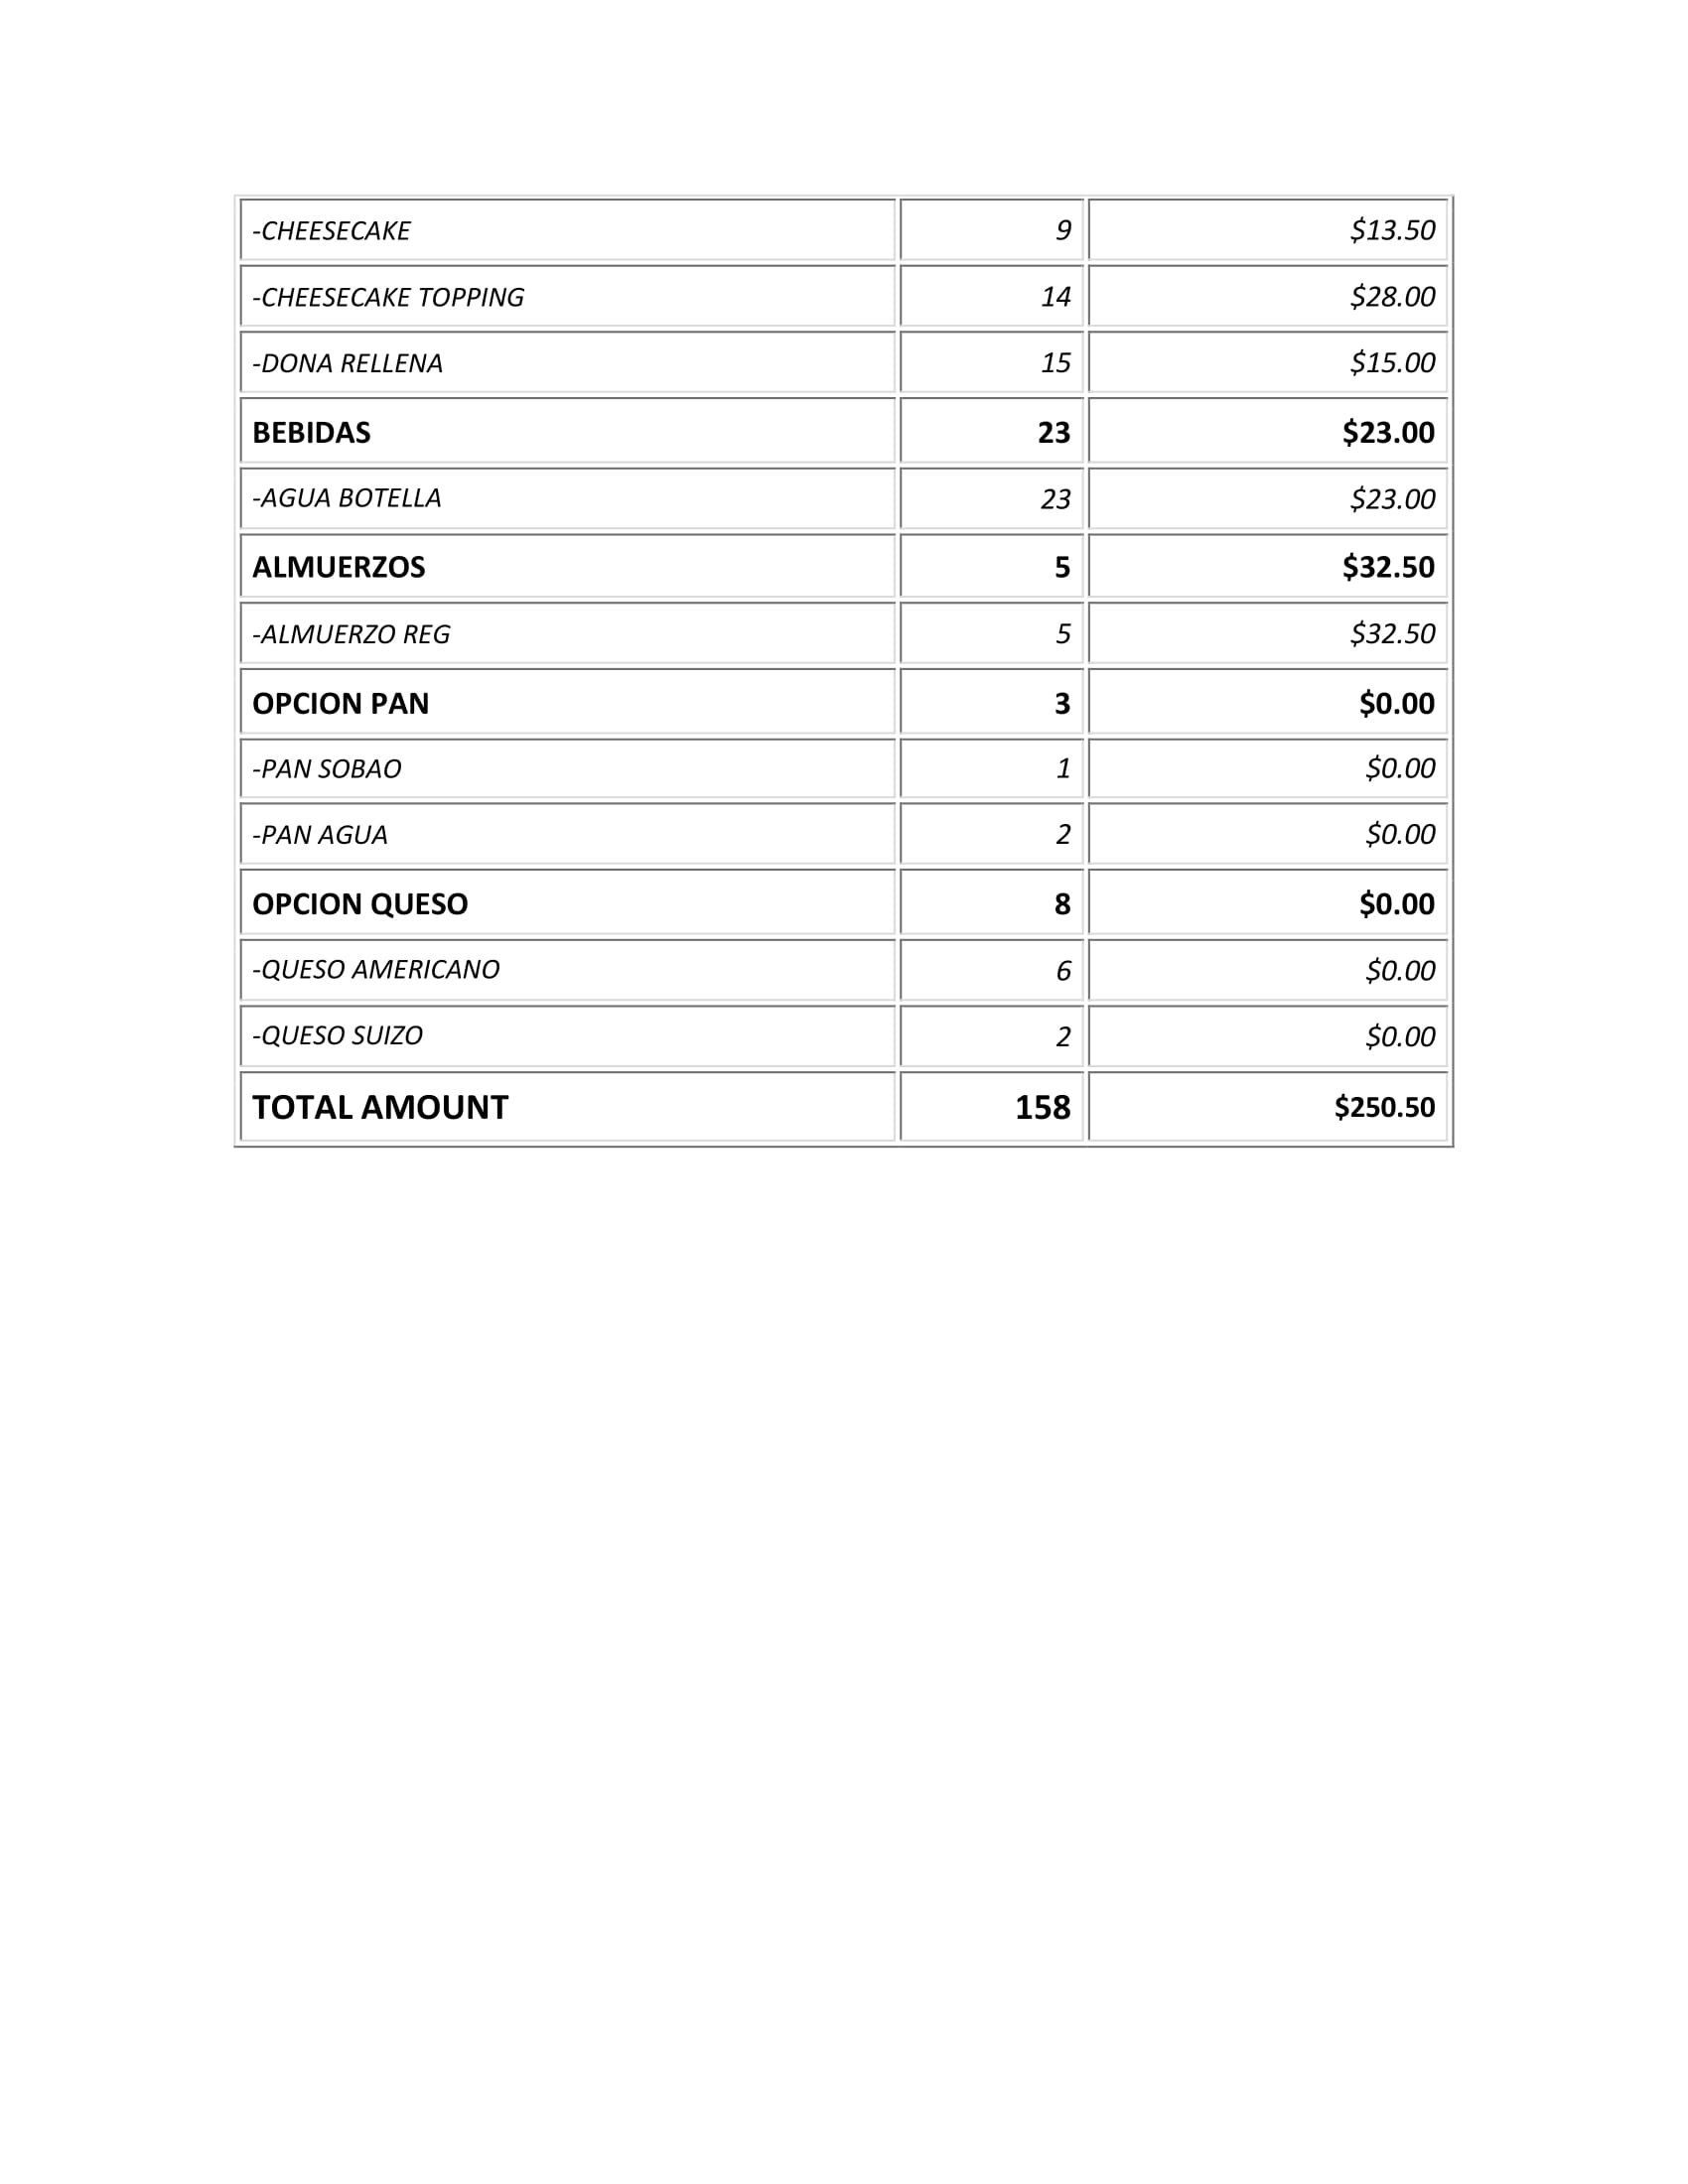 -CHEESECAKE 9 $13.50
-CHEESECAKE TOPPING 14 $28.00
-DONA RELLENA 15 $15.00
BEBIDAS 23 $23.00
-AGUA BOTELLA 23 $23.00
ALMUERZOS 5 $32.50
-ALMUERZO REG 5 $32.50
OPCION PAN 3 $0.00
-PAN SOBAO 1 $0.00
-PAN AGUA 2 $0.00
OPCION QUESO 8 $0.00
-QUESO AMERICANO 6 $0.00
-QUESO SUIZO 2 $0.00
TOTAL AMOUNT 158 $250.50